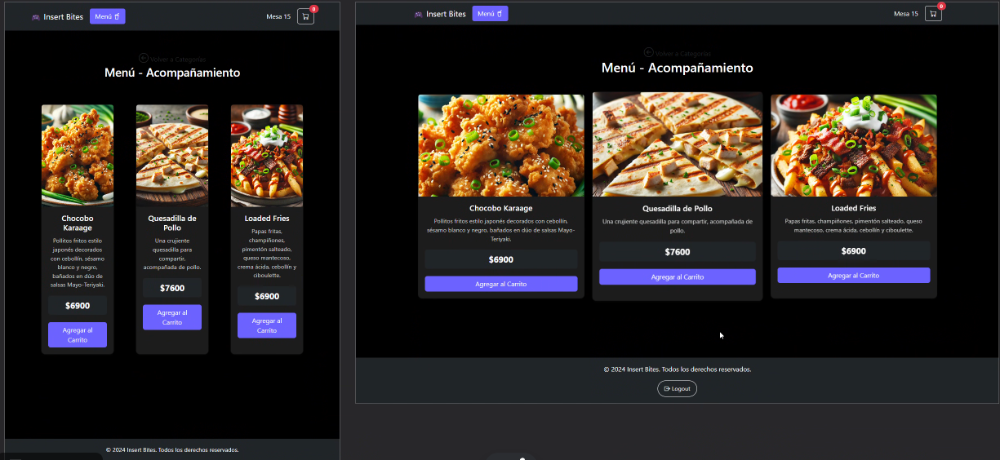 Insert Bites Menú Mesa 15 0
Volver a Categorías
Menú - Acompañamiento
Chocobo
Karaage
Pollitos fritos estilo
japonés decorados
con cebollín, sésamo
blanco y negro,
bañados en dúo de
salsas Mayo-Teriyaki.
$6900
Agregar al
Carrito
Quesadilla de
Pollo
Una crujiente
quesadilla para
compartir,
acompañada de pollo.
$7600
Agregar al
Carrito
Loaded Fries
Papas fritas,
champiñones,
pimentón salteado,
queso mantecoso,
crema ácida, cebollín y
ciboulette.
$6900
Agregar al
Carrito
© 2024 Insert Bites. Todos los derechos reservados.
Insert Bites Menú Mesa 15 0
Volver a Categorías
Menú - Acompañamiento
Chocobo Karaage
Pollitos fritos estilo japonés decorados con cebollín,
sésamo blanco y negro, bañados en dúo de salsas Mayo-
Teriyaki.
$6900
Agregar al Carrito
Quesadilla de Pollo
Una crujiente quesadilla para compartir, acompañada de
pollo.
$7600
Agregar al Carrito
Loaded Fries
Papas fritas, champiñones, pimentón salteado, queso
mantecoso, crema ácida, cebollín y ciboulette.
$6900
Agregar al Carrito
© 2024 Insert Bites. Todos los derechos reservados.
Logout